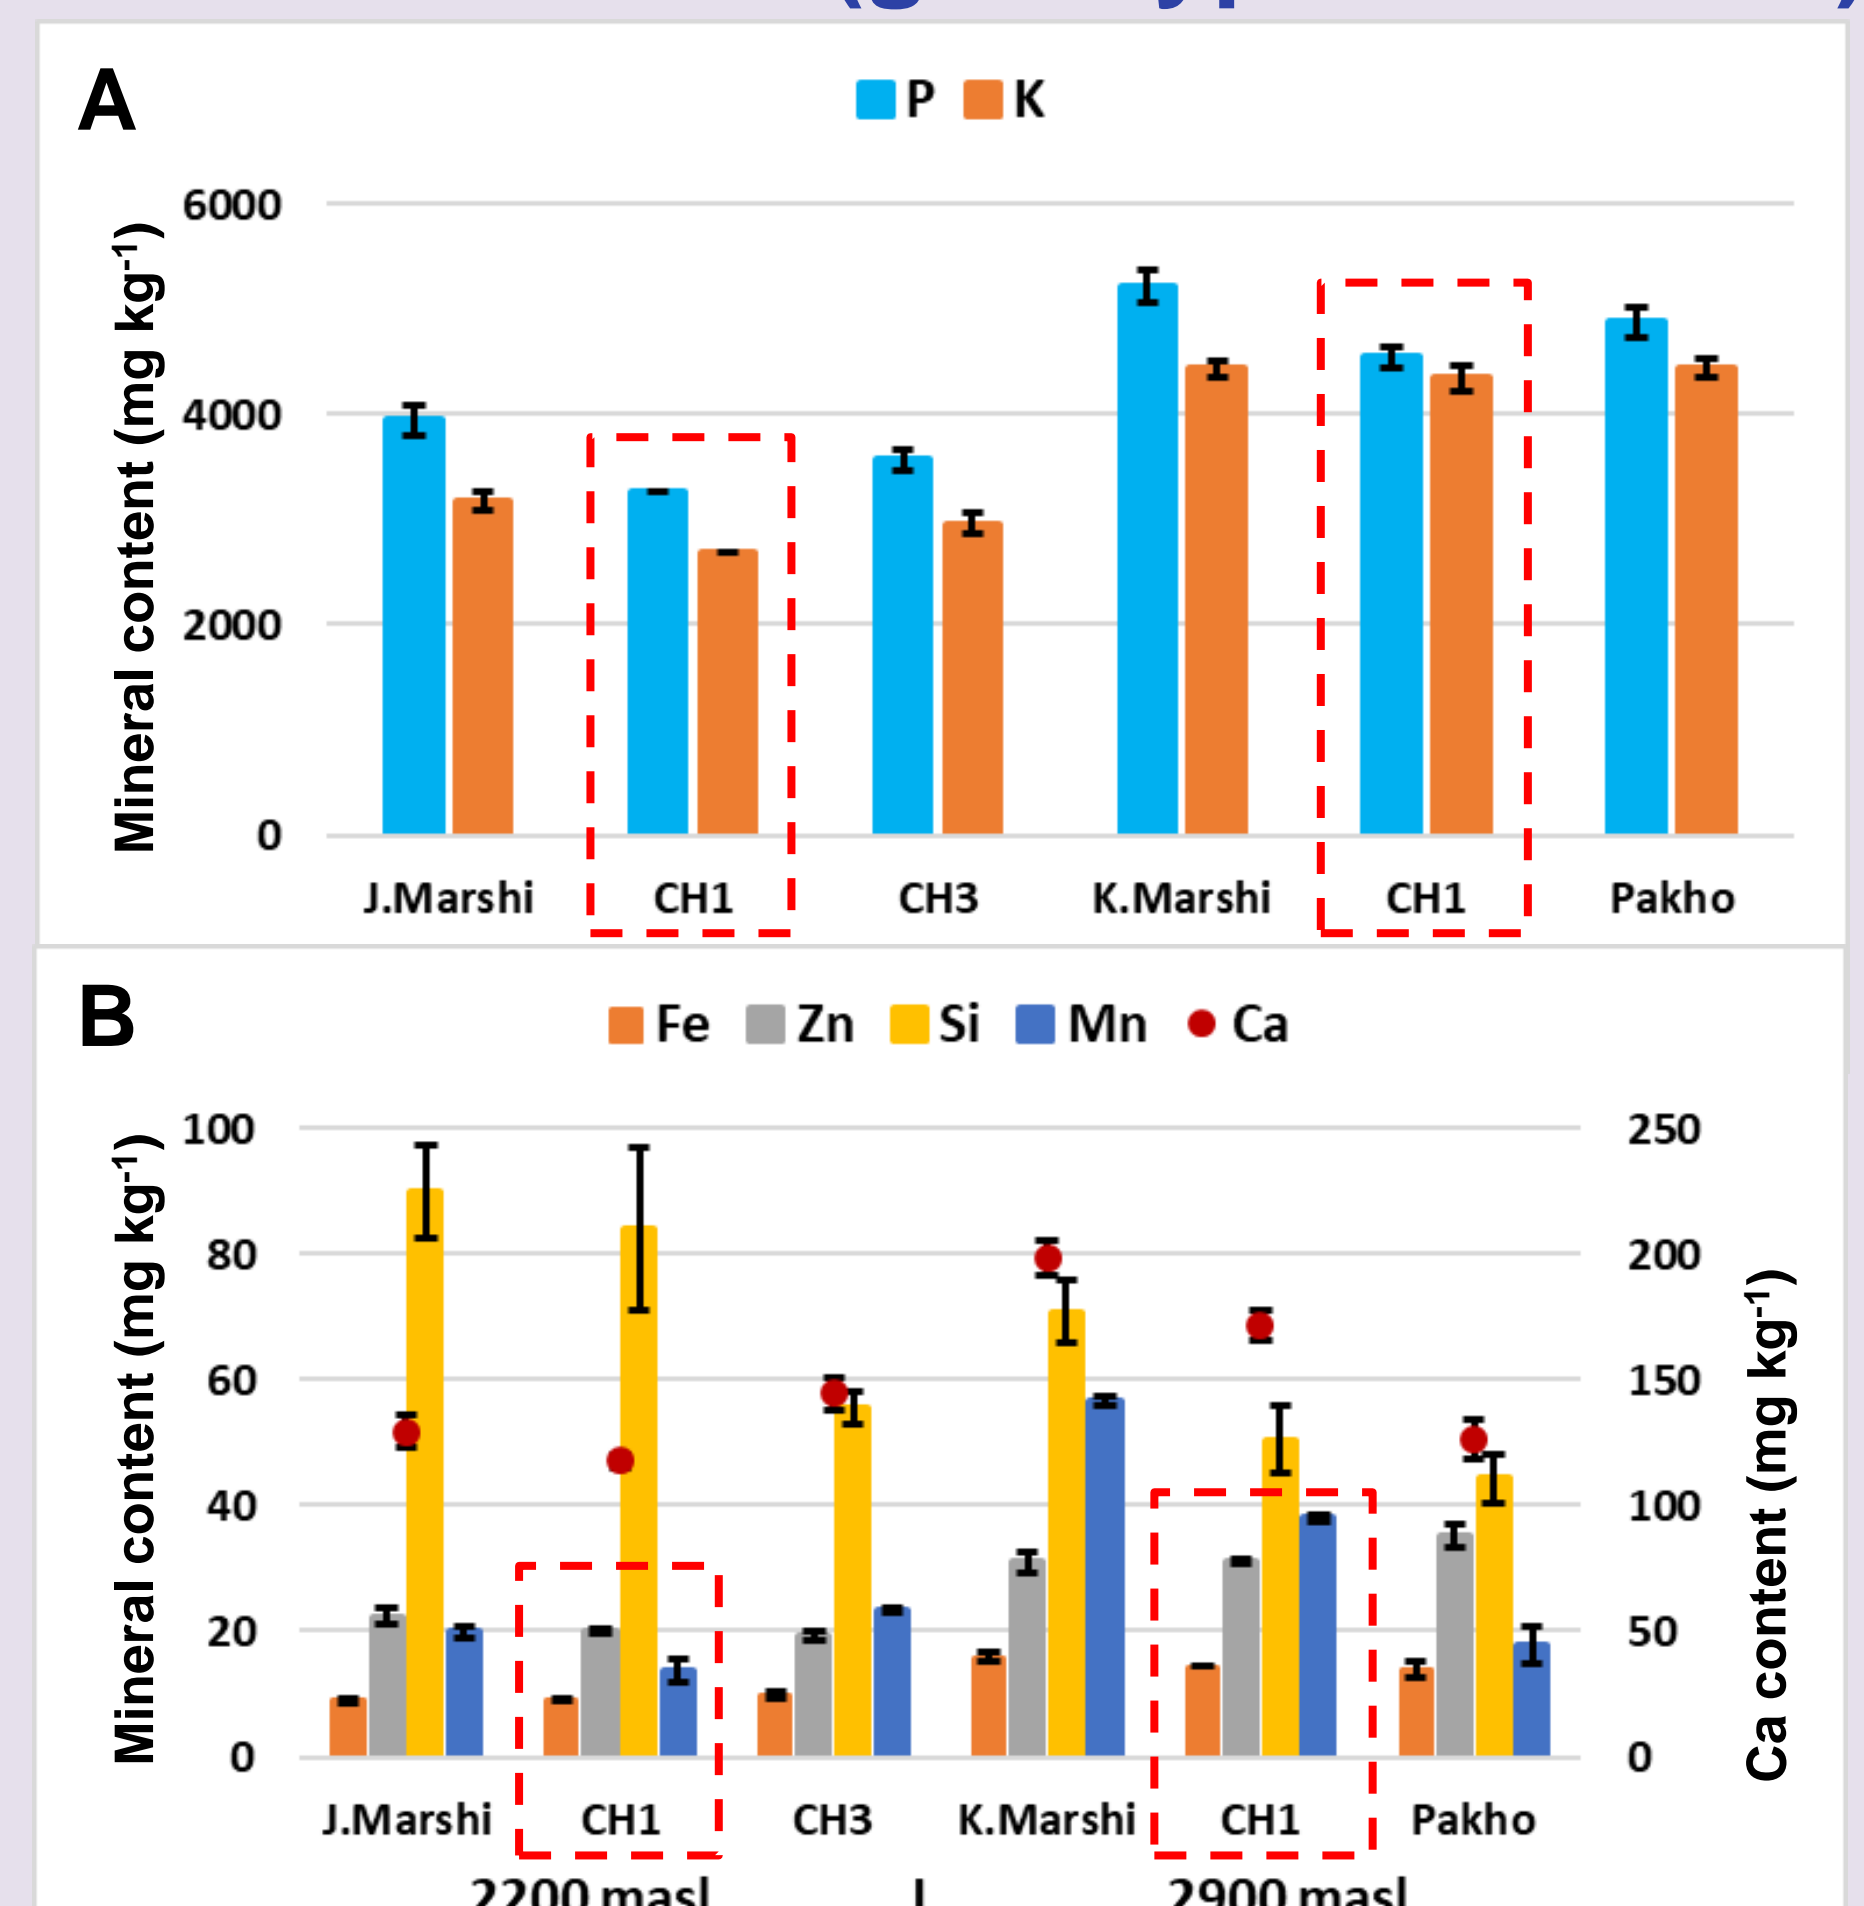 A
P K
Mineral content (mg kg-1)
6000
4000
2000
0
J.Marshi CH1 CH3 K.Marshi CH1 Pakho
B
Fe Zn Si Mn Ca
Mineral content (mg kg-1)
100
80
60
40
20
0
250
200
150
100
50
0
Ca content (mg kg-1)
J.Marshi CH1 CH3 K.Marshi CH1 Pakho
2200 masl | 2900 masl